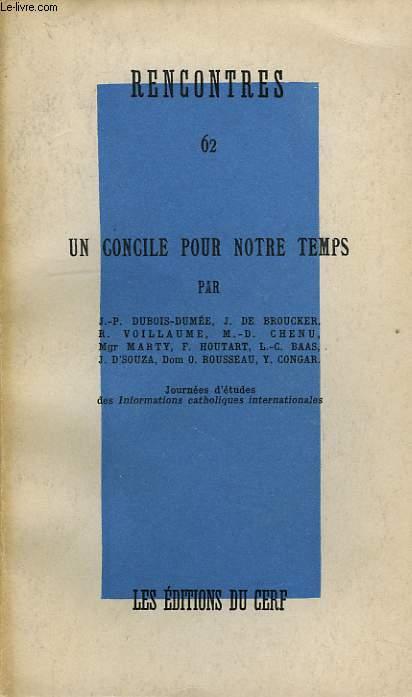 Le-livre.com
RENCONTRES
62
UN CONCILE POUR NOTRE TEMPS
PAR
J.-P. DUBOIS-DUMÉE, J. DE BROUCKER,
R. VOILLAUME, M.-D. CHENU,
Mgr MARTY, F. HOUTART, L.-C. BAAS,
J. D'SOUZA, Dom O. ROUSSEAU, Y. CONGAR.
Journées d'études
des Informations catholiques internationales
LES ÉDITIONS DU CERF